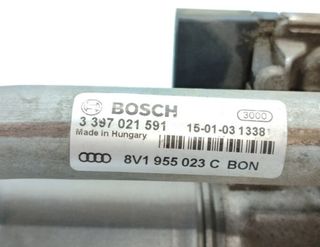 BOSCH 3000
3 397 021 591 15-01-03 13381
Made in Hungary
8V1 955 023 C BON